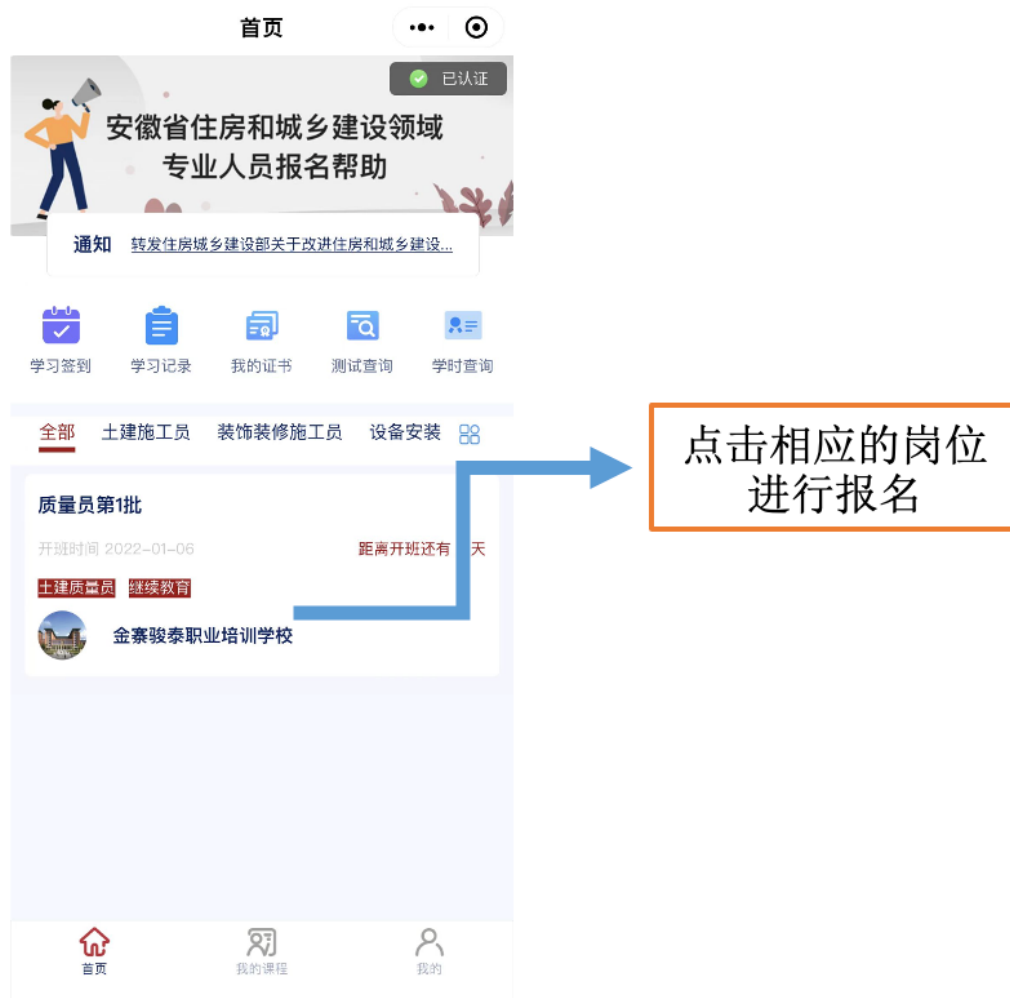 首页
已认证
安徽省住房和城乡建设领域
专业人员报名帮助
通知 转发住房城乡建设部关于改进住房和城乡建设...
学习签到 学习记录 我的证书 测试查询 学时查询
全部 土建施工员 装饰装修施工员 设备安装
点击相应的岗位
进行报名
质量员第1批
开班时间 2022-01-06 距离开班还有 天
土建质量员 继续教育
金寨骏泰职业培训学校
首页 我的课程 我的